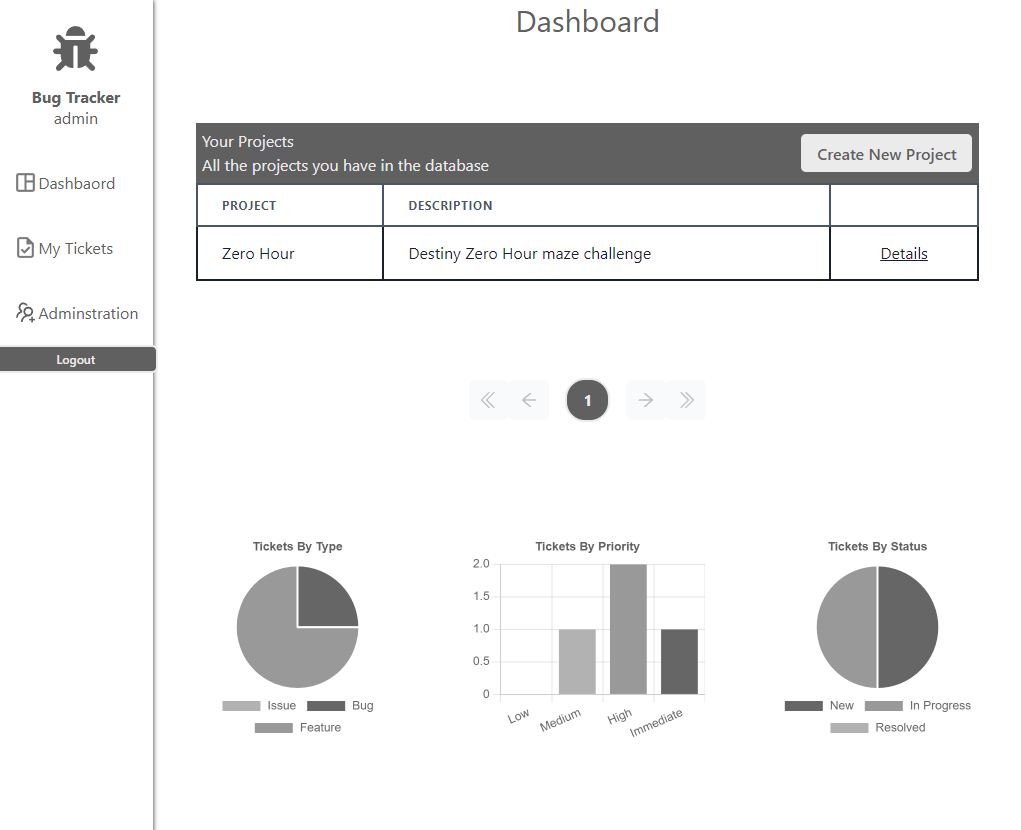 Dashboard
Bug Tracker
admin
Dashbaord
My Tickets
Adminstration
Logout
Your Projects
All the projects you have in the database
Create New Project
PROJECT DESCRIPTION
Zero Hour Destiny Zero Hour maze challenge Details
1
Tickets By Type
Issue Bug
Feature
Tickets By Priority
2.0
1.5
1.0
0.5
0
Low Medium High Immediate
Tickets By Status
New In Progress
Resolved